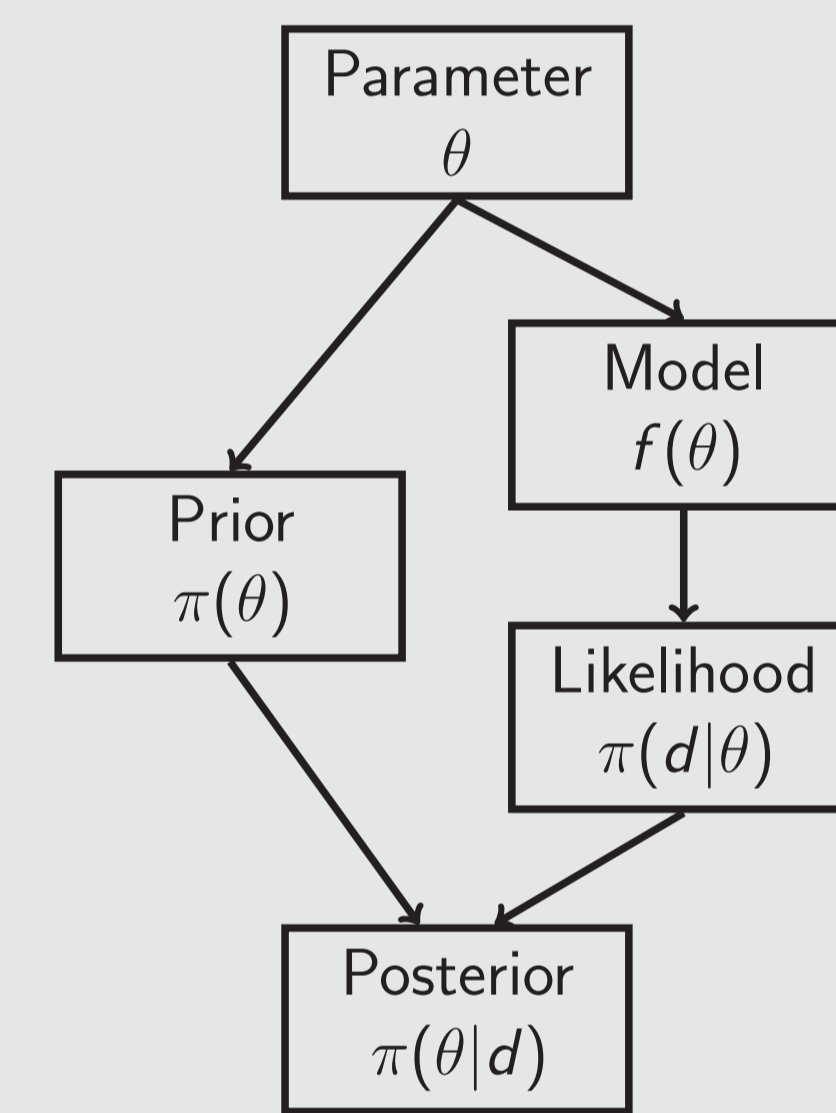 Parameter
θ
Model
f(θ)
Prior
π(θ)
Likelihood
π(d|θ)
Posterior
π(θ|d)